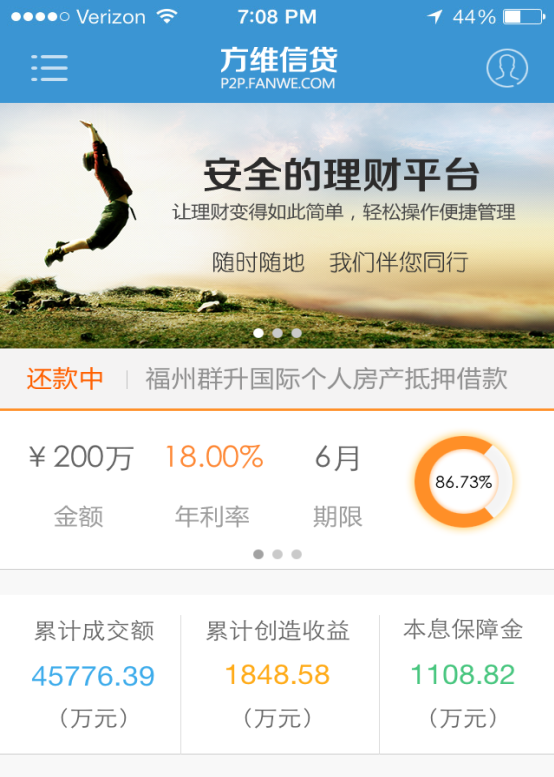 Verizon 7:08 PM 44%
方维信贷
P2P.FANWE.COM
安全的理财平台
让理财变得如此简单，轻松操作便捷管理
随时随地 我们伴您同行
还款中 | 福州群升国际个人房产抵押借款
¥200万 18.00% 6月 86.73%
金额 年利率 期限
累计成交额 累计创造收益 本息保障金
45776.39 1848.58 1108.82
（万元） （万元） （万元）